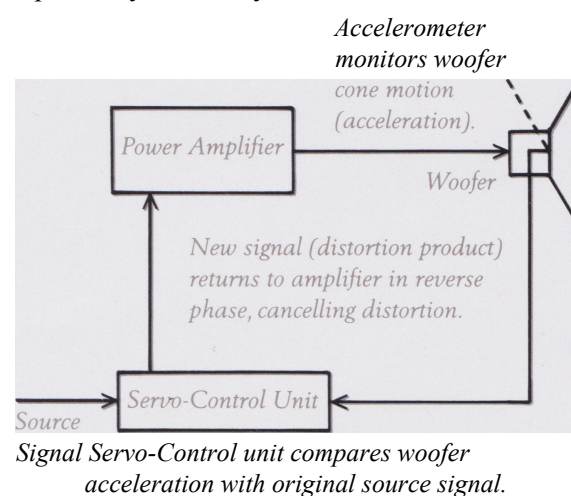 Accelerometer
monitors woofer
cone motion
(acceleration).
Power Amplifier
Woofer
New signal (distortion product)
returns to amplifier in reverse
phase, cancelling distortion.
Servo-Control Unit
Source
Signal Servo-Control unit compares woofer
acceleration with original source signal.